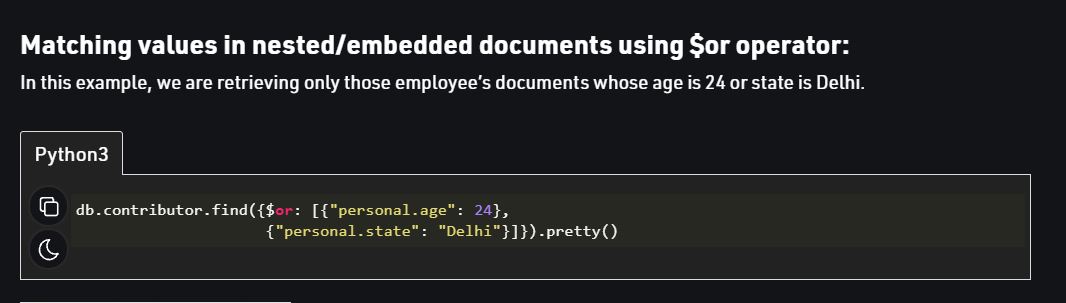 Matching values in nested/embedded documents using $or operator:
In this example, we are retrieving only those employee’s documents whose age is 24 or state is Delhi.
Python3
db.contributor.find({$or: [{"personal.age": 24},
{"personal.state": "Delhi"}]}).pretty()